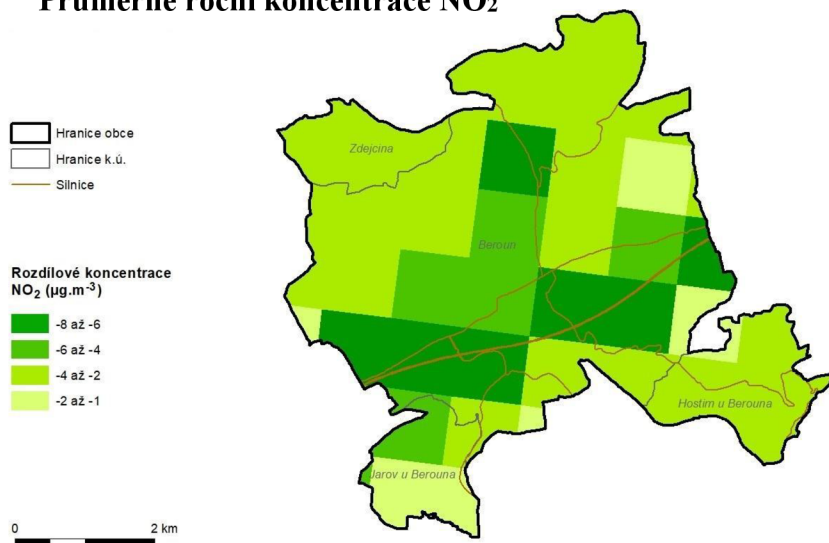 Průměrné roční koncentrace NO2
Hranice obce
Hranice k.ú.
Silnice
Rozdílové koncentrace
NO2 (µg.m-3)
-8 až -6
-6 až -4
-4 až -2
-2 až -1
Zdejcina
Beroun
Hostim u Berouna
Jarov u Berouna
0 2 km